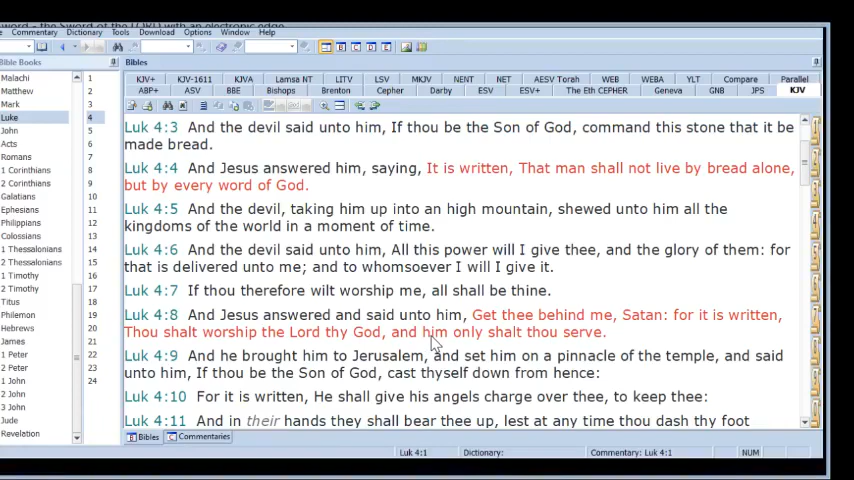 word - the Sword of the LORD with an electronic edge
Commentary Dictionary Tools Download Options Window Help
Bible Books
Bibles
KJV+ KJV-1611 KJVA Lamsa NT LITV LSV MKJV NENT NET AESV Torah WEB WEBA YLT Compare Parallel
ABP+ ASV BBE Bishops Brenton Cepher Darby ESV ESV+ The Eth CEPHER Geneva GNB JPS KJV
Malachi
Matthew
Mark
Luke
John
Acts
Romans
1 Corinthians
2 Corinthians
Galatians
Ephesians
Philippians
Colossians
1 Thessalonians
2 Thessalonians
1 Timothy
2 Timothy
Titus
Philemon
Hebrews
James
1 Peter
2 Peter
1 John
2 John
3 John
Jude
Revelation
1
2
3
4
5
6
7
8
9
10
11
12
13
14
15
16
17
18
19
20
21
22
23
24
Luk 4:3 And the devil said unto him, If thou be the Son of God, command this stone that it be
made bread.
Luk 4:4 And Jesus answered him, saying, It is written, That man shall not live by bread alone,
but by every word of God.
Luk 4:5 And the devil, taking him up into an high mountain, shewed unto him all the
kingdoms of the world in a moment of time.
Luk 4:6 And the devil said unto him, All this power will I give thee, and the glory of them: for
that is delivered unto me; and to whomsoever I will I give it.
Luk 4:7 If thou therefore wilt worship me, all shall be thine.
Luk 4:8 And Jesus answered and said unto him, Get thee behind me, Satan: for it is written,
Thou shalt worship the Lord thy God, and him only shalt thou serve.
Luk 4:9 And he brought him to Jerusalem, and set him on a pinnacle of the temple, and said
unto him, If thou be the Son of God, cast thyself down from hence:
Luk 4:10 For it is written, He shall give his angels charge over thee, to keep thee:
Luk 4:11 And in their hands they shall bear thee up, lest at any time thou dash thy foot
B Bibles C Commentaries
Luk 4:1 Dictionary: Commentary: Luk 4:1 NUM